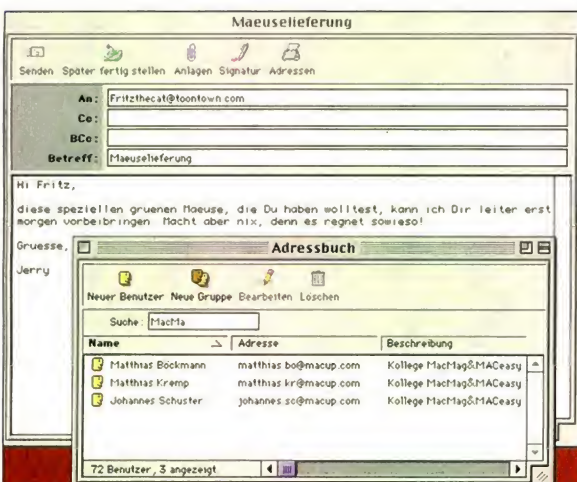 Maeuselieferung
Senden Später fertig stellen Anlagen Signatur Adressen
An: Fritzthecat@toontown.com
Cc:
BCc:
Betreff: Maeuselieferung
Hi Fritz,
diese speziellen gruenen Maeuse, die Du haben wolltest, kann ich Dir leiter erst
morgen vorbeibringen. Macht aber nix, denn es regnet sowieso!
Gruesse,
Jerry
Adressbuch
Neuer Benutzer Neue Gruppe Bearbeiten Löschen
Suche: MacMa
Name Adresse Beschreibung
Matthias Böckmann matthias.bo@macup.com Kollege MacMag&MACeasy
Matthias Kremp matthias.kr@macup.com Kollege MacMag&MACeasy
Johannes Schuster johannes.sc@macup.com Kollege MacMag&MACeasy
72 Benutzer, 3 angezeigt